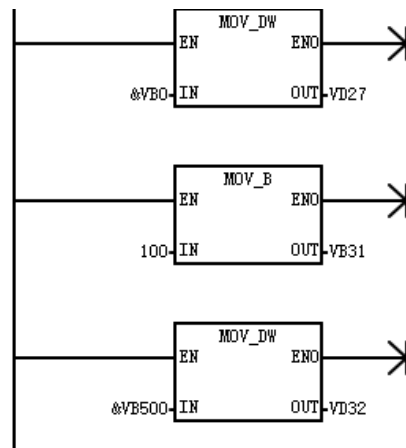 MOV_DW
EN ENO
&VB0 IN OUT VD27
MOV_B
EN ENO
100 IN OUT VB31
MOV_DW
EN ENO
&VB500 IN OUT VD32